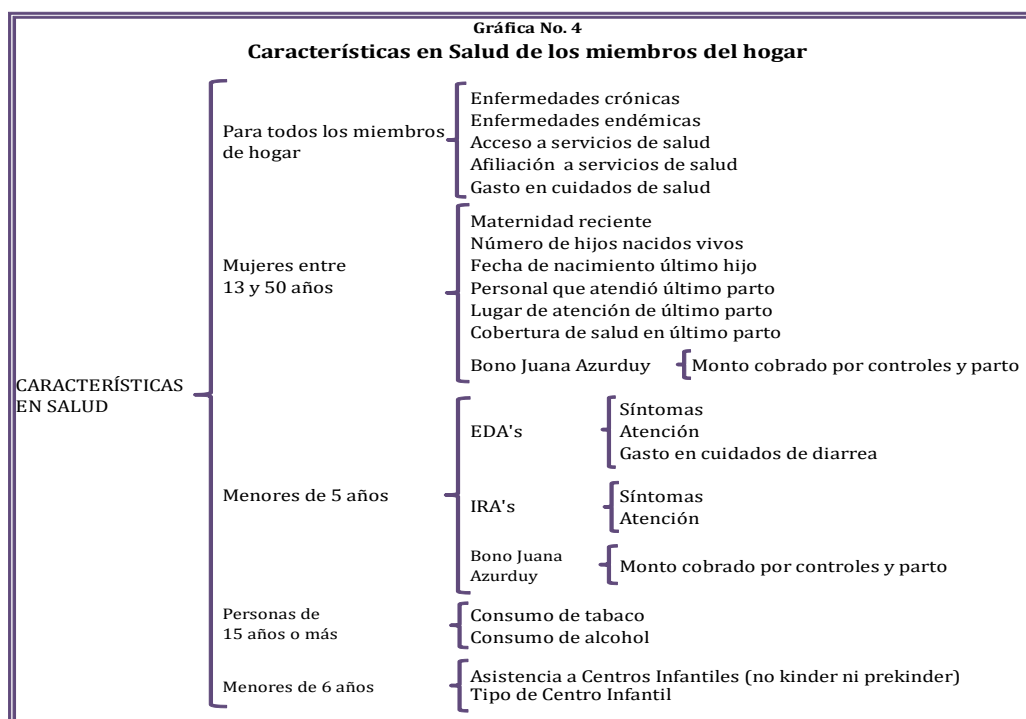 Gráfica No. 4
Características en Salud de los miembros del hogar
CARACTERÍSTICAS
EN SALUD
Para todos los miembros
de hogar
Enfermedades crónicas
Enfermedades endémicas
Acceso a servicios de salud
Afiliación a servicios de salud
Gasto en cuidados de salud
Mujeres entre
13 y 50 años
Maternidad reciente
Número de hijos nacidos vivos
Fecha de nacimiento último hijo
Personal que atendió último parto
Lugar de atención de último parto
Cobertura de salud en último parto
Bono Juana Azurduy
Monto cobrado por controles y parto
Menores de 5 años
EDA's
Síntomas
Atención
Gasto en cuidados de diarrea
IRA's
Síntomas
Atención
Bono Juana
Azurduy
Monto cobrado por controles y parto
Personas de
15 años o más
Consumo de tabaco
Consumo de alcohol
Menores de 6 años
Asistencia a Centros Infantiles (no kinder ni prekinder)
Tipo de Centro Infantil